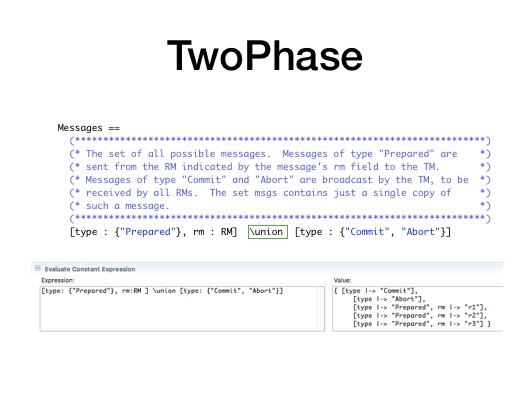 TwoPhase
Messages ==
(************************************************************************)
(* The set of all possible messages.  Messages of type "Prepared" are    *)
(* sent from the RM indicated by the message's rm field to the TM.       *)
(* Messages of type "Commit" and "Abort" are broadcast by the TM, to be  *)
(* received by all RMs.  The set msgs contains just a single copy of     *)
(* such a message.                                                       *)
(************************************************************************)
[type : {"Prepared"}, rm : RM]  \union  [type : {"Commit", "Abort"}]
Evaluate Constant Expression
Expression:
[type: {"Prepared"}, rm:RM ] \union [type: {"Commit", "Abort"}]
Value:
{ [type |-> "Commit"],
[type |-> "Abort"],
[type |-> "Prepared", rm |-> "r1"],
[type |-> "Prepared", rm |-> "r2"],
[type |-> "Prepared", rm |-> "r3"] }